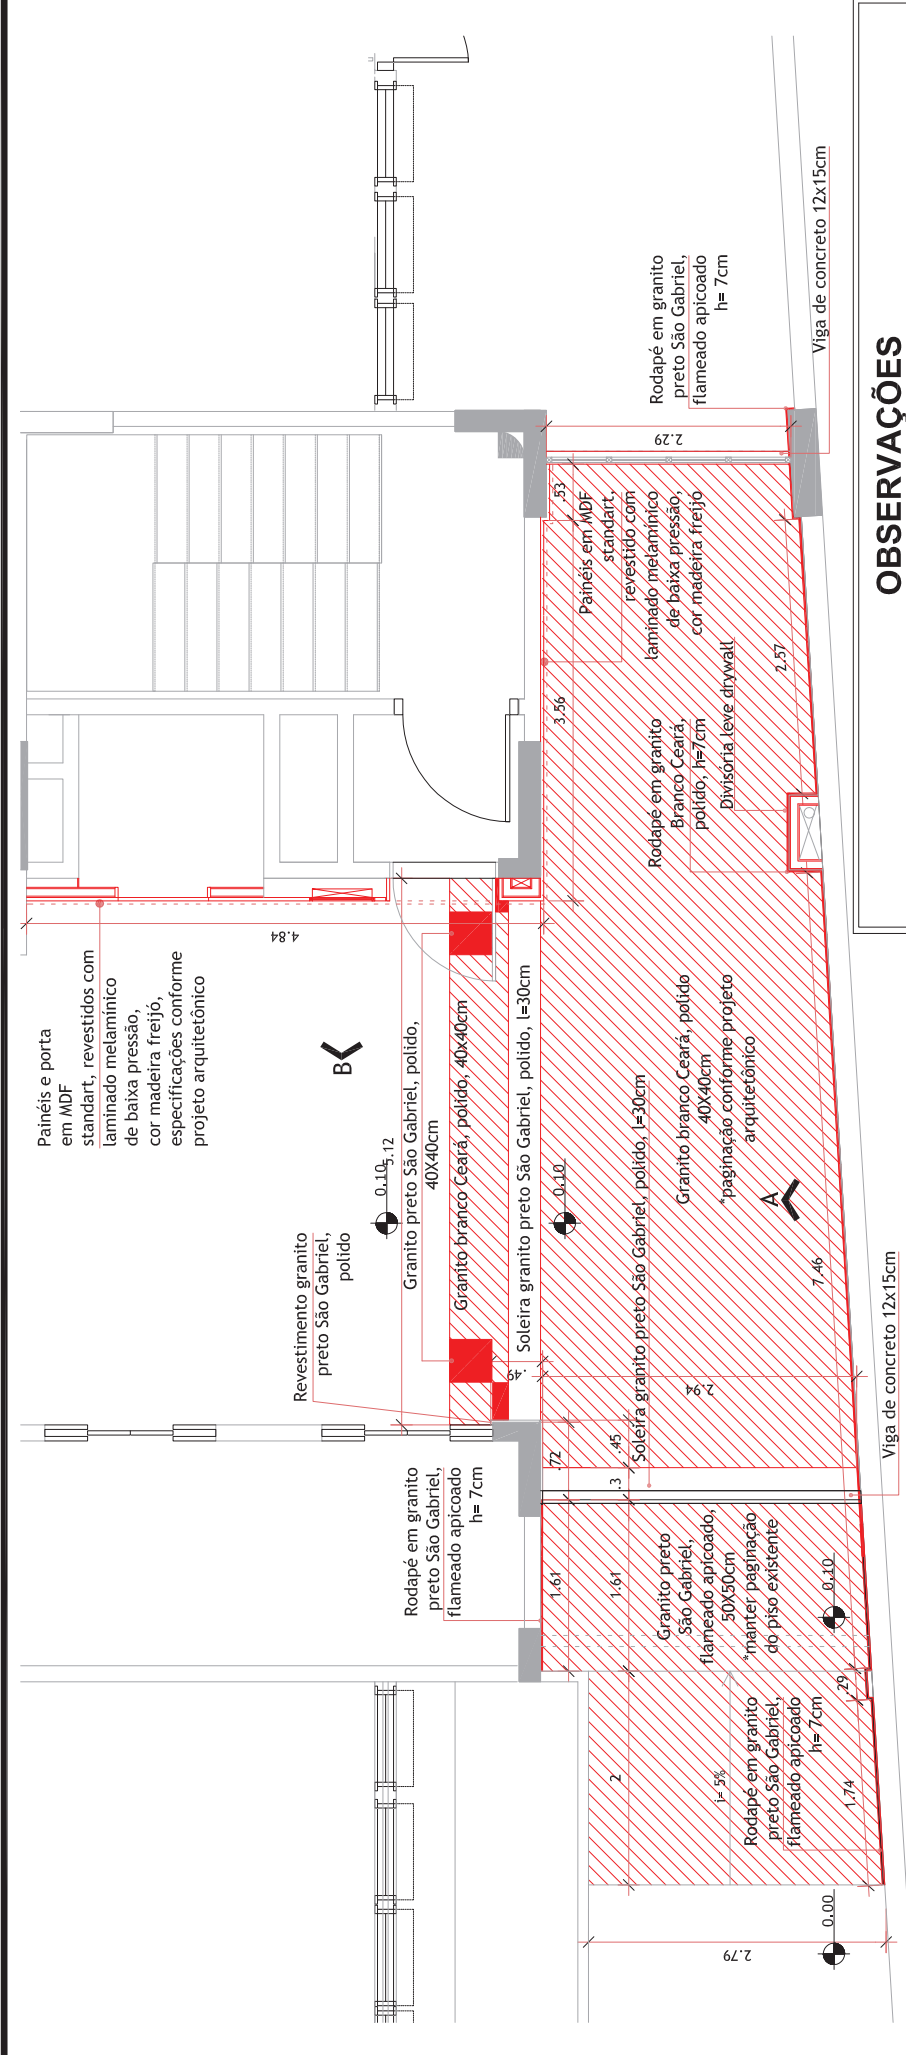 Painéis e porta
em MDF
standart, revestidos com
laminado melamínico
de baixa pressão,
cor madeira freijó,
especificações conforme
projeto arquitetônico
4.84
B
Revestimento granito
preto São Gabriel,
polido
0.10
5.12
Granito preto São Gabriel, polido,
40X40cm
Granito branco Ceará, polido, 40x40cm
Soleira granito preto São Gabriel, polido, l=30cm
.49
0.10
Rodapé em granito
preto São Gabriel,
flameado apicoado
h= 7cm
.72
.45
.3
1.61
1.61
2
Soleira granito preto São Gabriel, polido, l=30cm
2.94
Granito branco Ceará, polido
40X40cm
*paginação conforme projeto
arquitetônico
A
7.46
.53
3.56
Painéis em MDF
standart,
revestido com
laminado melamínico
de baixa pressão,
cor madeira freijó
2.29
Rodapé em granito
preto São Gabriel,
flameado apicoado
h= 7cm
Rodapé em granito
Branco Ceará,
polido, h=7cm
Divisória leve drywall
2.57
Viga de concreto 12x15cm
Granito preto
São Gabriel,
flameado apicoado,
50X50cm
*manter paginação
do piso existente
0.10
.29
i= 5%
Rodapé em granito
preto São Gabriel,
flameado apicoado
h= 7cm
1.74
2.79
0.00
Viga de concreto 12x15cm
OBSERVAÇÕES